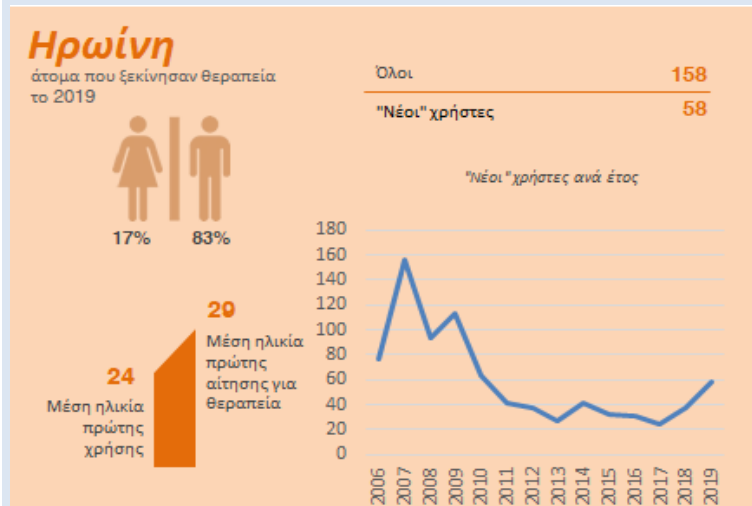 Ηρωίνη
άτομα που ξεκίνησαν θεραπεία
το 2019
17% 83%
Όλοι 158
"Νέοι" χρήστες 58
29
Μέση ηλικία
πρώτης
αίτησης για
θεραπεία
24
Μέση ηλικία
πρώτης
χρήσης
"Νέοι" χρήστες ανά έτος
180
160
140
120
100
80
60
40
20
0
2006 2007 2008 2009 2010 2011 2012 2013 2014 2015 2016 2017 2018 2019